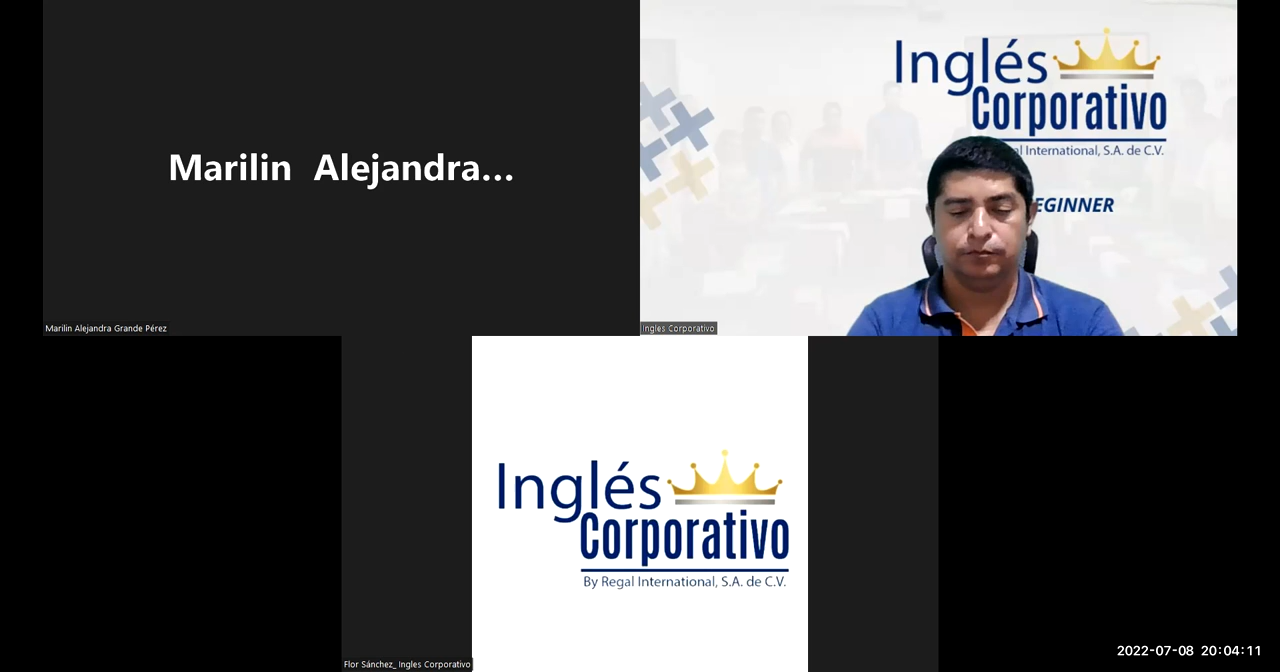 Marilin Alejandra...
Marilin Alejandra Grande Pérez
Inglés
Corporativo
al International, S.A. de C.V.
EGINNER
Ingles Corporativo
Inglés
Corporativo
By Regal International, S.A. de C.V.
Flor Sánchez_ Ingles Corporativo
2022-07-08 20:04:11